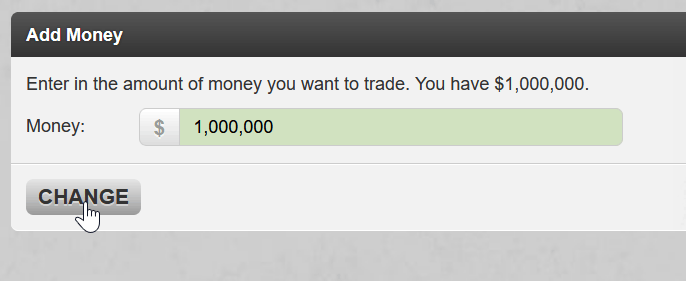 Add Money
Enter in the amount of money you want to trade. You have $1,000,000.
Money: $ 1,000,000
CHANGE